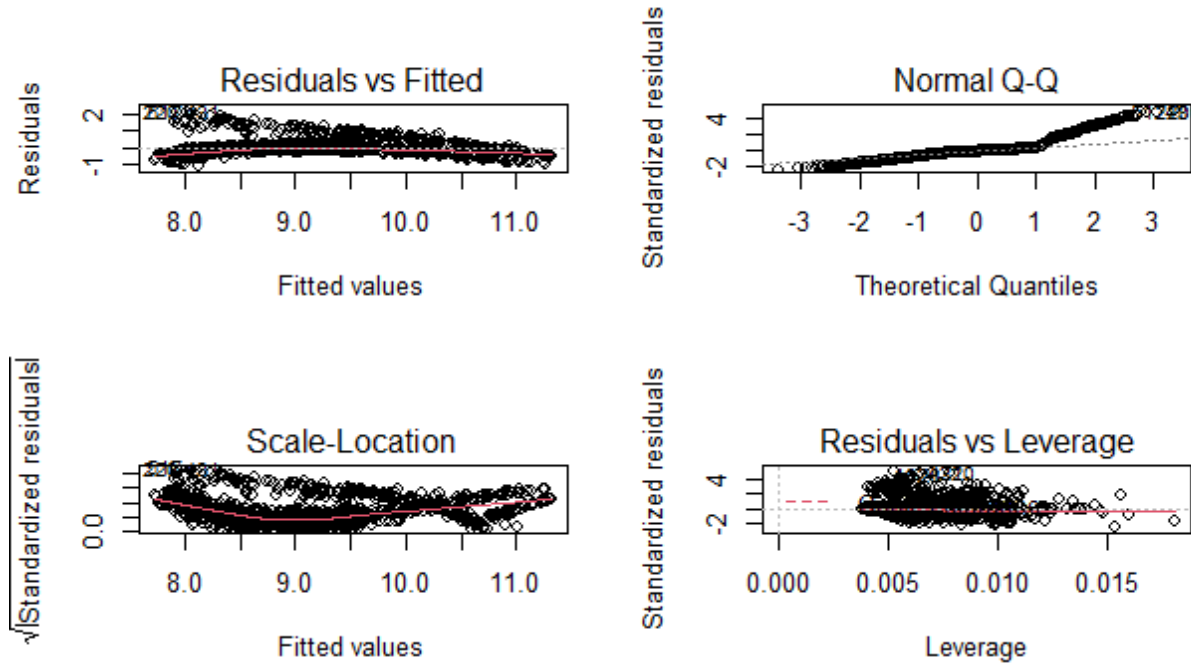 Residuals vs Fitted
Residuals
2
-1
8.0 9.0 10.0 11.0
Fitted values
Normal Q-Q
Standardized residuals
4
-2
-3 -2 -1 0 1 2 3
Theoretical Quantiles
Scale-Location
√|Standardized residuals|
0.0
8.0 9.0 10.0 11.0
Fitted values
Residuals vs Leverage
Standardized residuals
4
-2
0.000 0.005 0.010 0.015
Leverage